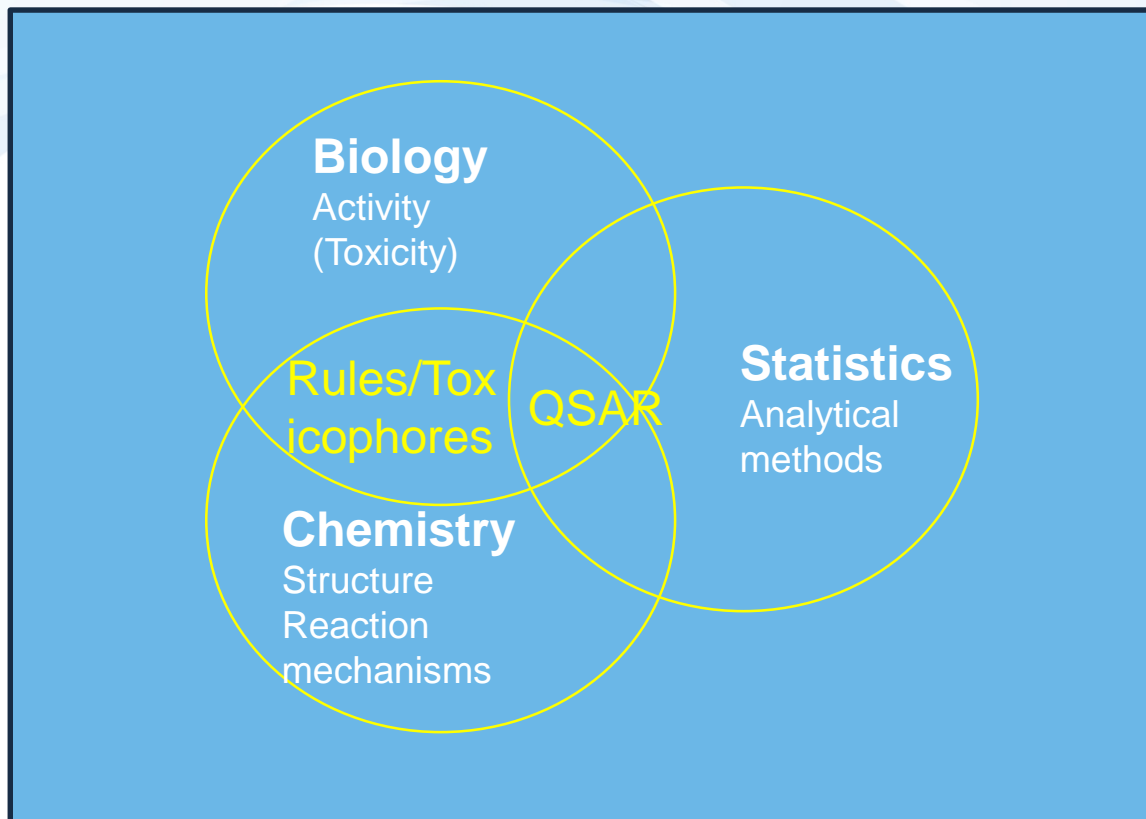 Biology
Activity
(Toxicity)
Rules/Tox
icophores
QSAR
Statistics
Analytical
methods
Chemistry
Structure
Reaction
mechanisms